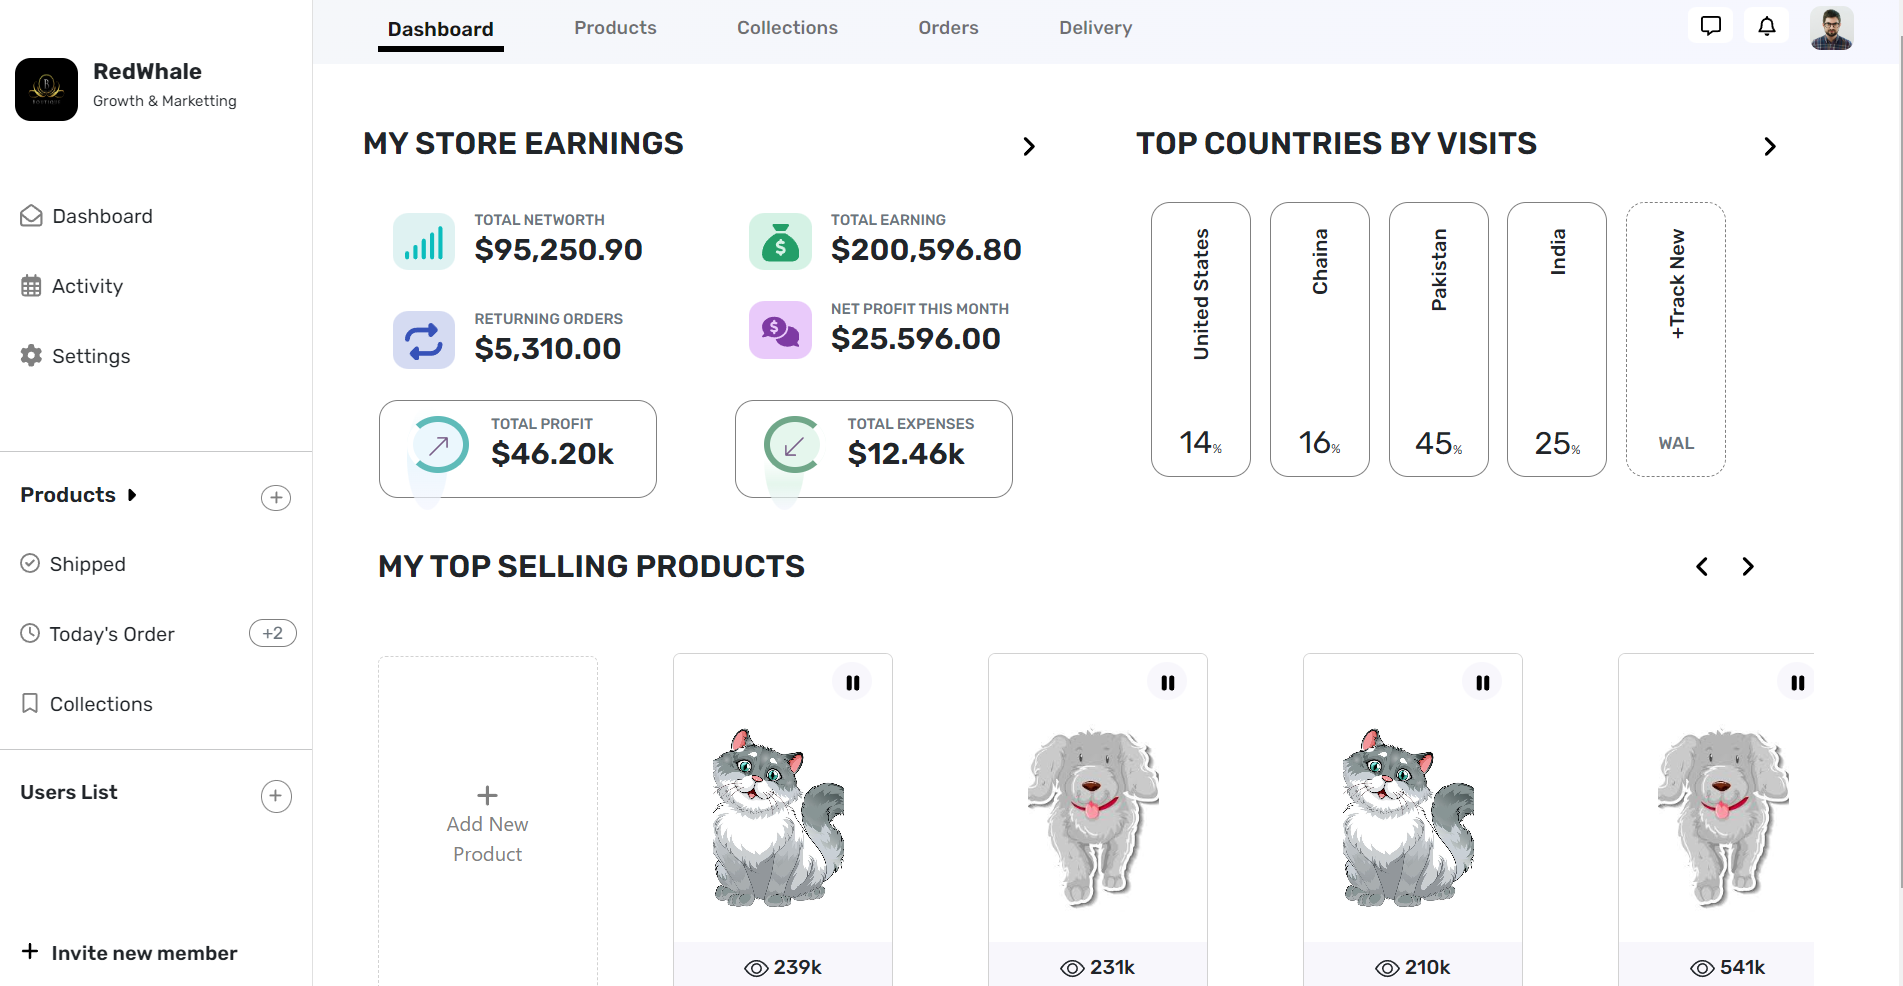 Dashboard
Products
Collections
Orders
Delivery
RedWhale
Growth & Marketting
Dashboard
Activity
Settings
Products
Shipped
Today's Order
+2
Collections
Users List
Invite new member
MY STORE EARNINGS
TOTAL NETWORTH
$95,250.90
TOTAL EARNING
$200,596.80
RETURNING ORDERS
$5,310.00
NET PROFIT THIS MONTH
$25.596.00
TOTAL PROFIT
$46.20k
TOTAL EXPENSES
$12.46k
TOP COUNTRIES BY VISITS
United States
14%
Chaina
16%
Pakistan
45%
India
25%
+Track New
WAL
MY TOP SELLING PRODUCTS
Add New
Product
239k
231k
210k
541k